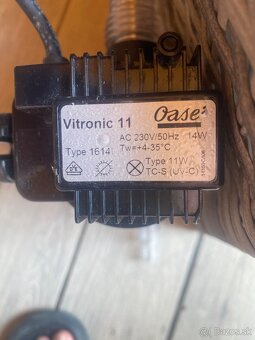 Vitronic 11
Oase
AC 230V/50Hz 14W
Tw=+4-35°C
Type 1614
Type 11W
TC-S (UV-C)
bazos.sk